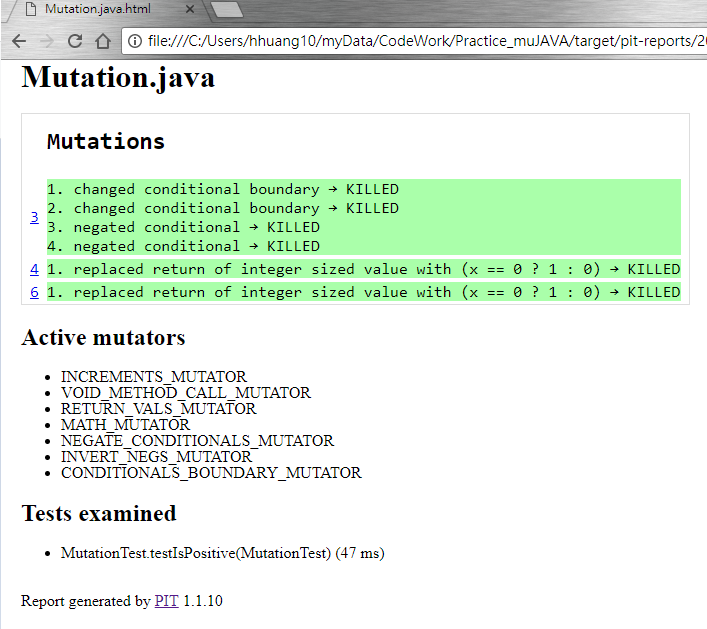 Mutation.java.html
file:///C:/Users/hhuang10/myData/CodeWork/Practice_muJAVA/target/pit-reports/20
Mutation.java
Mutations
3
1. changed conditional boundary → KILLED
2. changed conditional boundary → KILLED
3. negated conditional → KILLED
4. negated conditional → KILLED
4 1. replaced return of integer sized value with (x == 0 ? 1 : 0) → KILLED
6 1. replaced return of integer sized value with (x == 0 ? 1 : 0) → KILLED
Active mutators
• INCREMENTS_MUTATOR
• VOID_METHOD_CALL_MUTATOR
• RETURN_VALS_MUTATOR
• MATH_MUTATOR
• NEGATE_CONDITIONALS_MUTATOR
• INVERT_NEGS_MUTATOR
• CONDITIONALS_BOUNDARY_MUTATOR
Tests examined
• MutationTest.testIsPositive(MutationTest) (47 ms)
Report generated by PIT 1.1.10